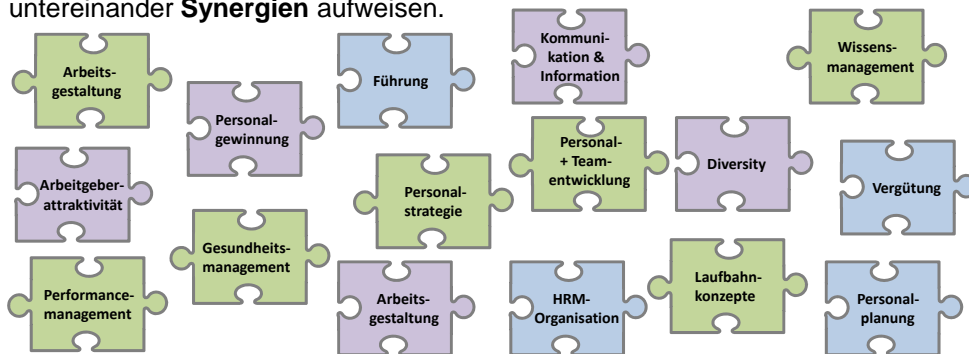 untereinander Synergien aufweisen.
Arbeits-
gestaltung
Personal-
gewinnung
Führung
Kommuni-
kation &
Information
Wissens-
management
Arbeitgeber-
attraktivität
Personal-
strategie
Personal-
+ Team-
entwicklung
Diversity
Vergütung
Gesundheits-
management
Performance-
management
Arbeits-
gestaltung
HRM-
Organisation
Laufbahn-
konzepte
Personal-
planung